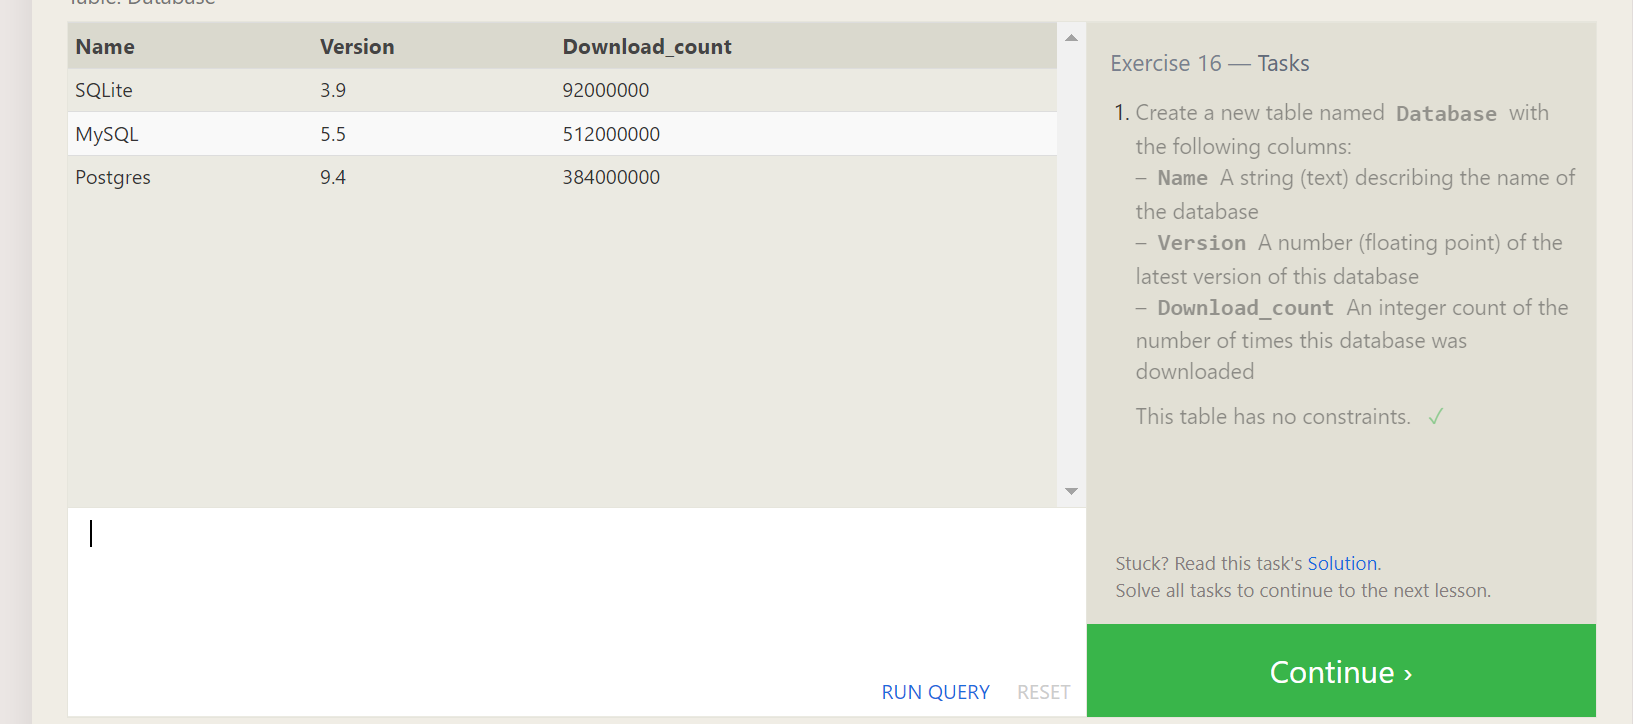 Table: Database
Name Version Download_count
SQLite 3.9 92000000
MySQL 5.5 512000000
Postgres 9.4 384000000
RUN QUERY RESET
Exercise 16 — Tasks
1. Create a new table named Database with
the following columns:
– Name A string (text) describing the name of
the database
– Version A number (floating point) of the
latest version of this database
– Download_count An integer count of the
number of times this database was
downloaded
This table has no constraints. ✓
Stuck? Read this task's Solution.
Solve all tasks to continue to the next lesson.
Continue ›